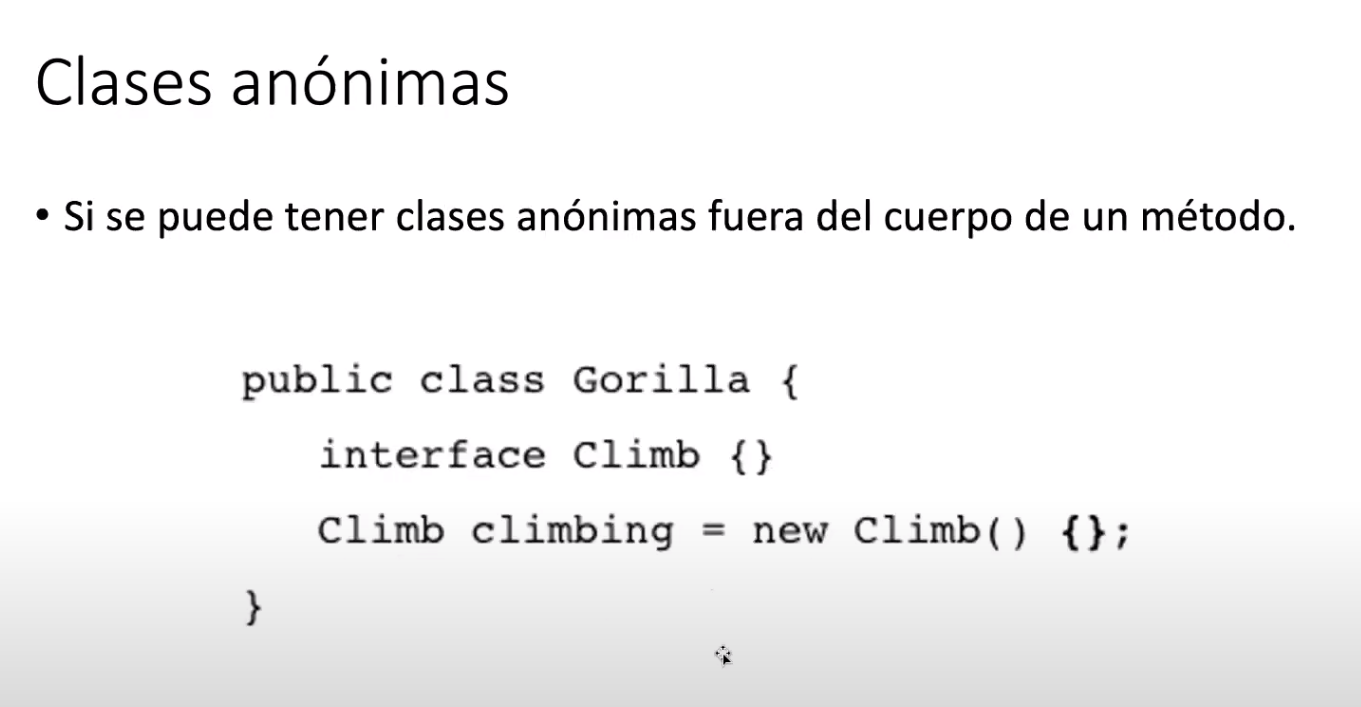 Clases anónimas
• Si se puede tener clases anónimas fuera del cuerpo de un método.
public class Gorilla {
interface Climb {}
Climb climbing = new Climb() {};
}